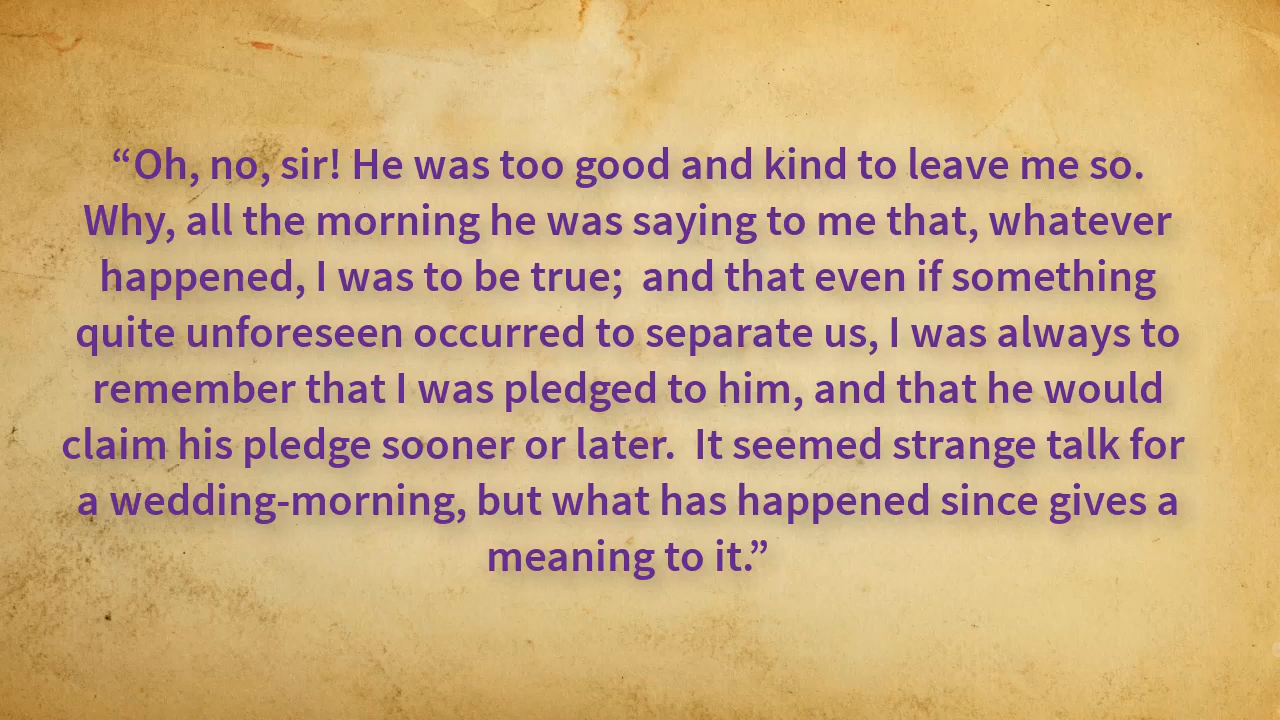 “Oh, no, sir! He was too good and kind to leave me so.
Why, all the morning he was saying to me that, whatever
happened, I was to be true;  and that even if something
quite unforeseen occurred to separate us, I was always to
remember that I was pledged to him, and that he would
claim his pledge sooner or later.  It seemed strange talk for
a wedding-morning, but what has happened since gives a
meaning to it.”